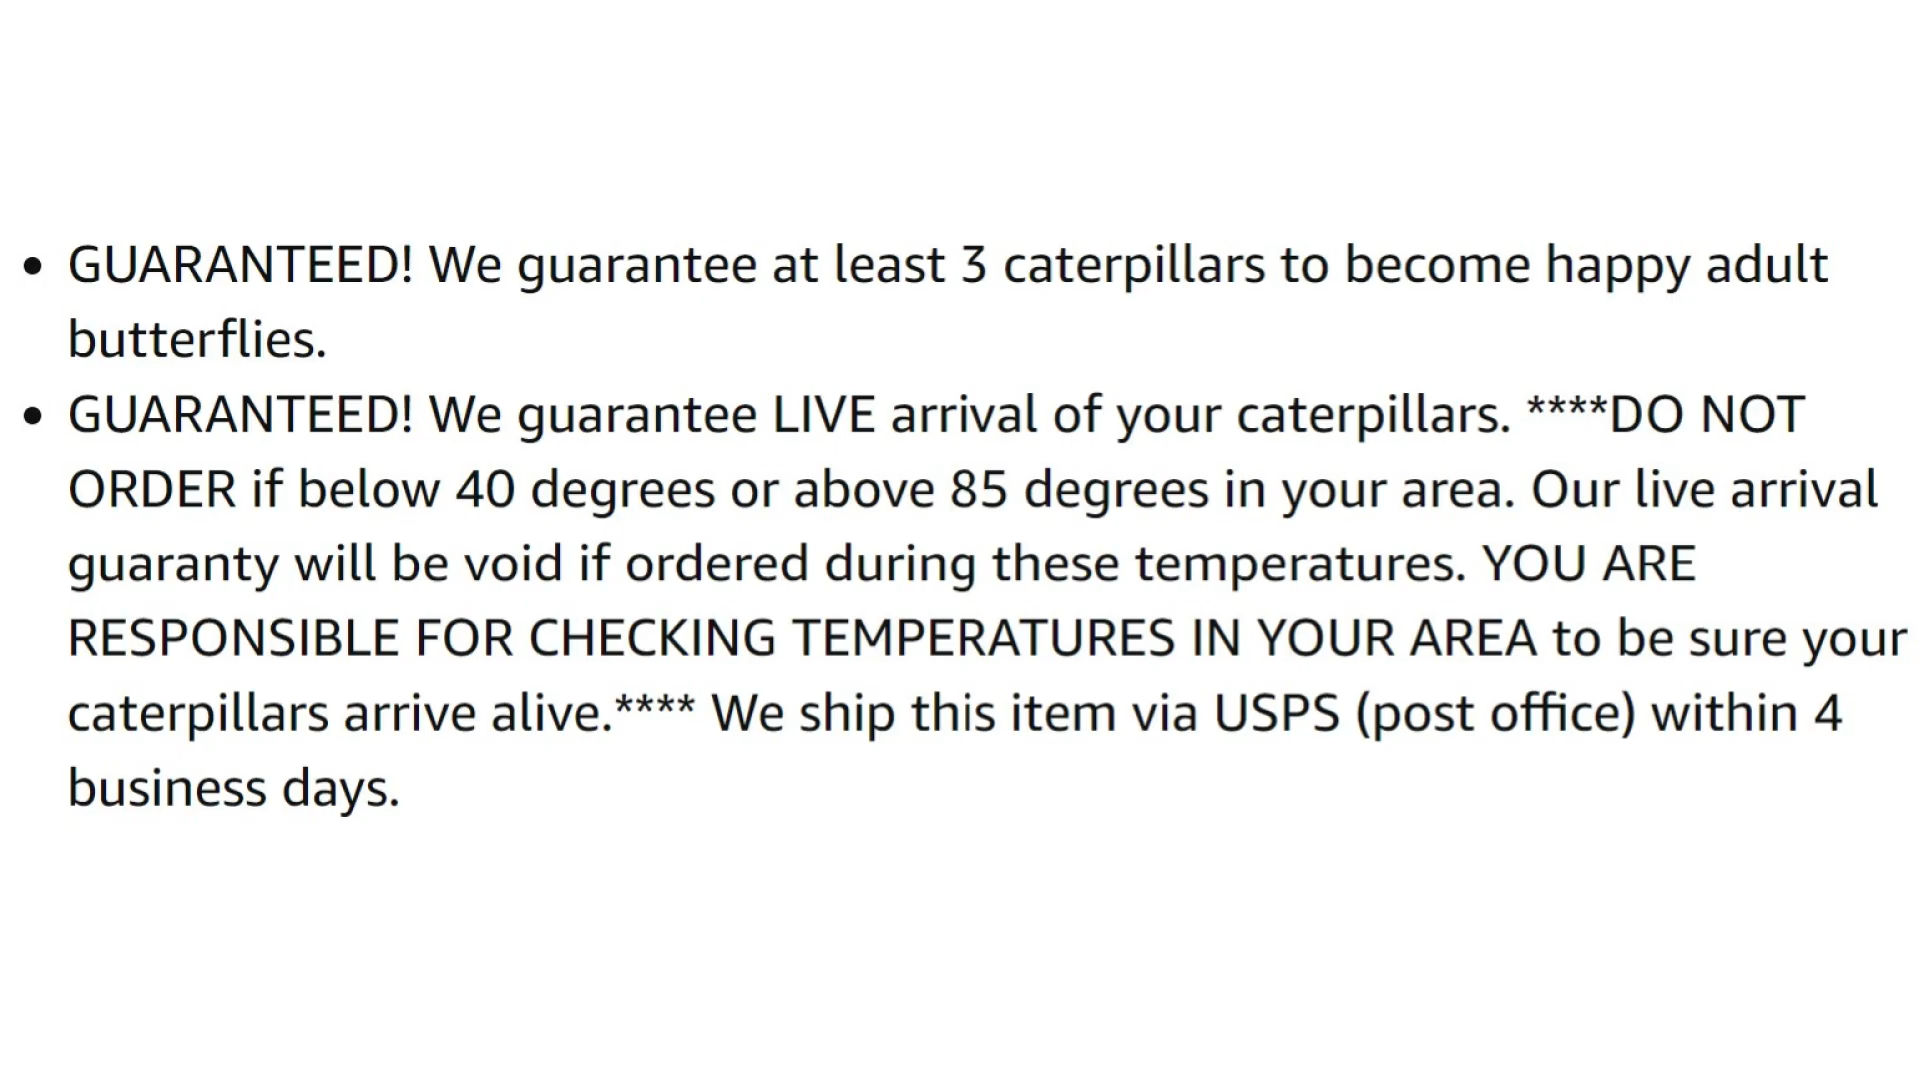 • GUARANTEED! We guarantee at least 3 caterpillars to become happy adult
butterflies.
• GUARANTEED! We guarantee LIVE arrival of your caterpillars. ****DO NOT
ORDER if below 40 degrees or above 85 degrees in your area. Our live arrival
guaranty will be void if ordered during these temperatures. YOU ARE
RESPONSIBLE FOR CHECKING TEMPERATURES IN YOUR AREA to be sure your
caterpillars arrive alive.**** We ship this item via USPS (post office) within 4
business days.